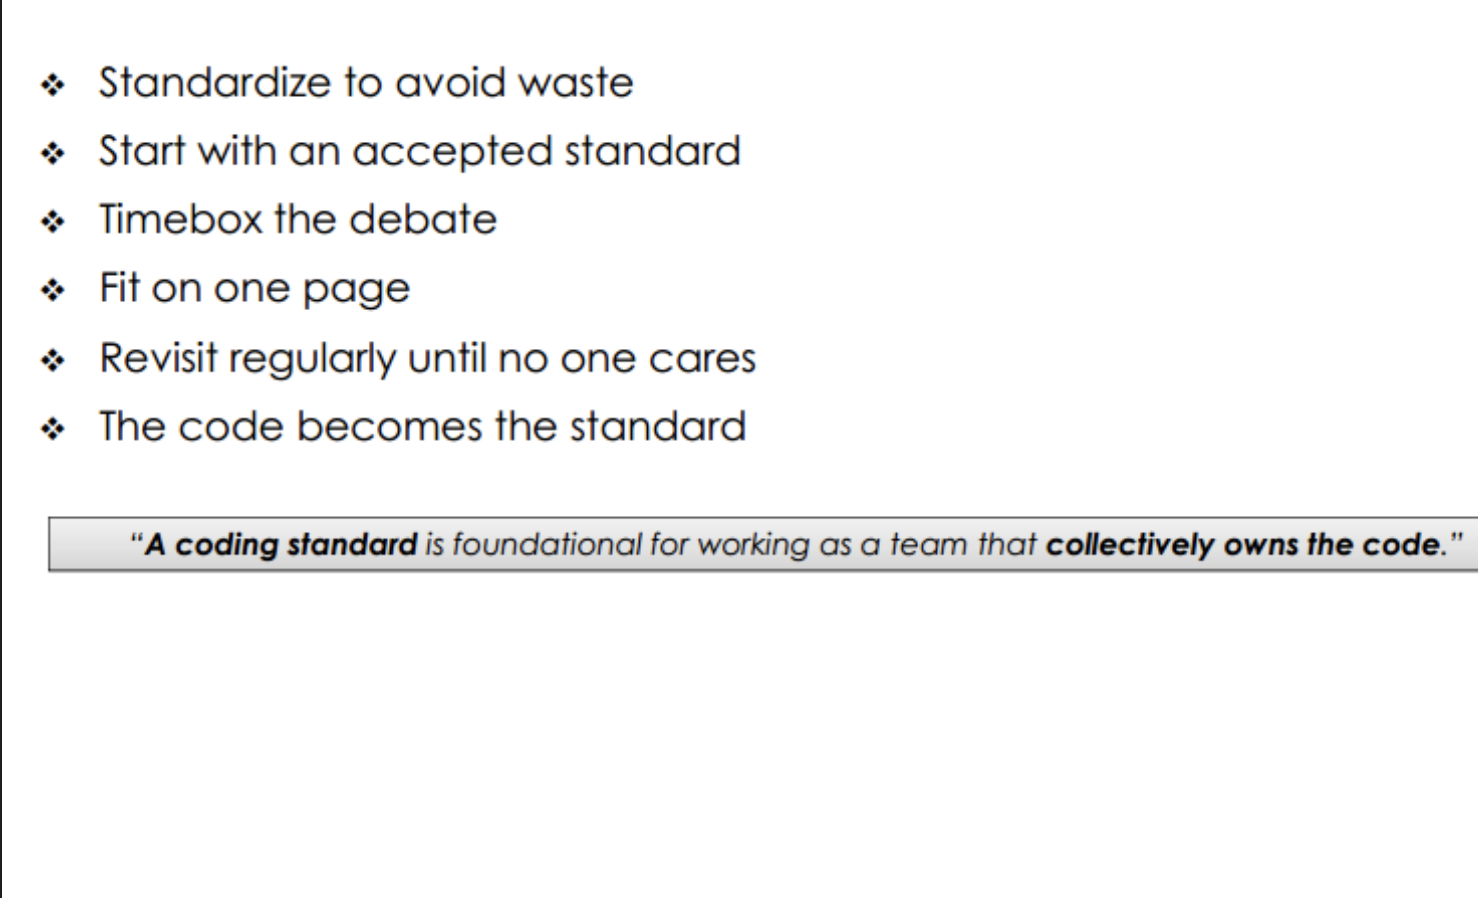 ❖ Standardize to avoid waste
❖ Start with an accepted standard
❖ Timebox the debate
❖ Fit on one page
❖ Revisit regularly until no one cares
❖ The code becomes the standard
“A coding standard is foundational for working as a team that collectively owns the code.”